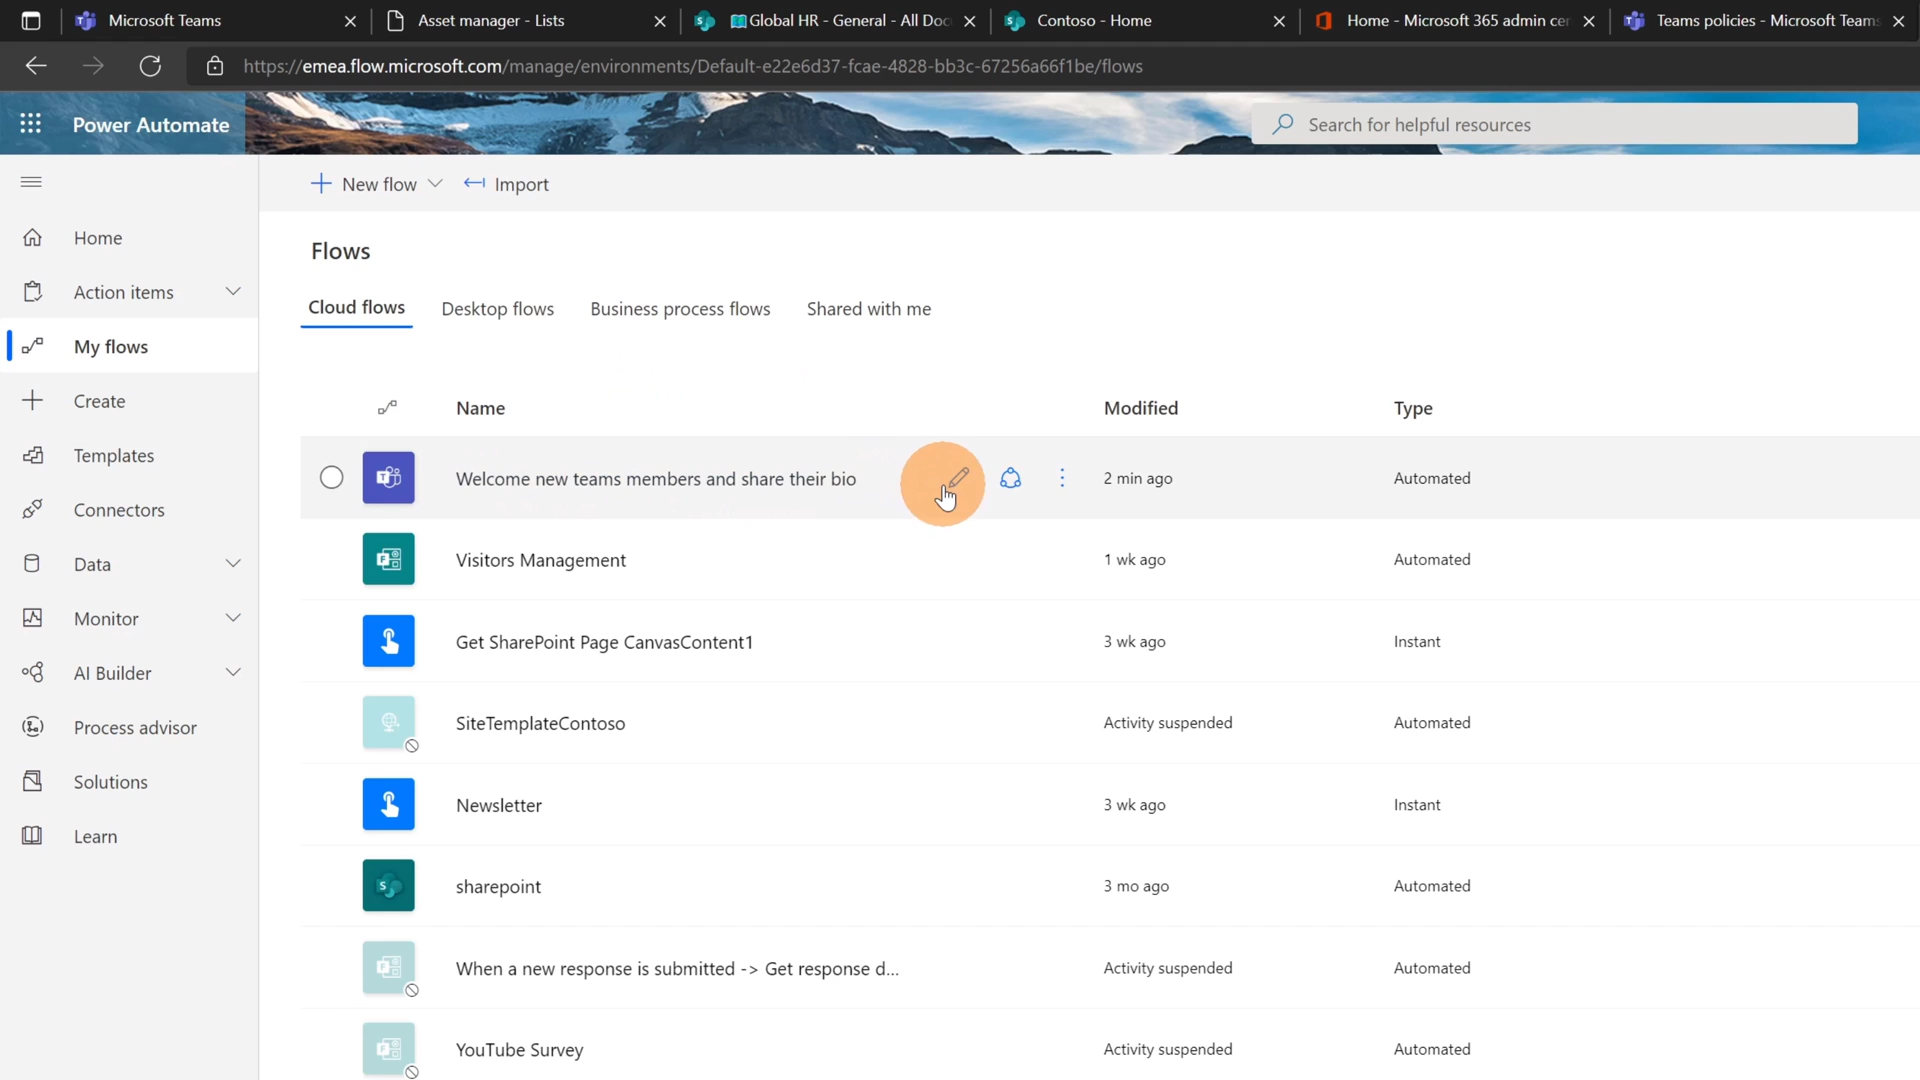 Microsoft Teams
Asset manager - Lists
Global HR - General - All Doc
Contoso - Home
Home - Microsoft 365 admin cen
Teams policies - Microsoft Teams
https://emea.flow.microsoft.com/manage/environments/Default-e22e6d37-fcae-4828-bb3c-67256a66f1be/flows
Power Automate
Search for helpful resources
New flow
Import
Home
Action items
My flows
Create
Templates
Connectors
Data
Monitor
AI Builder
Process advisor
Solutions
Learn
Flows
Cloud flows Desktop flows Business process flows Shared with me
Name Modified Type
Welcome new teams members and share their bio 2 min ago Automated
Visitors Management 1 wk ago Automated
Get SharePoint Page CanvasContent1 3 wk ago Instant
SiteTemplateContoso Activity suspended Automated
Newsletter 3 wk ago Instant
sharepoint 3 mo ago Automated
When a new response is submitted -> Get response d... Activity suspended Automated
YouTube Survey Activity suspended Automated